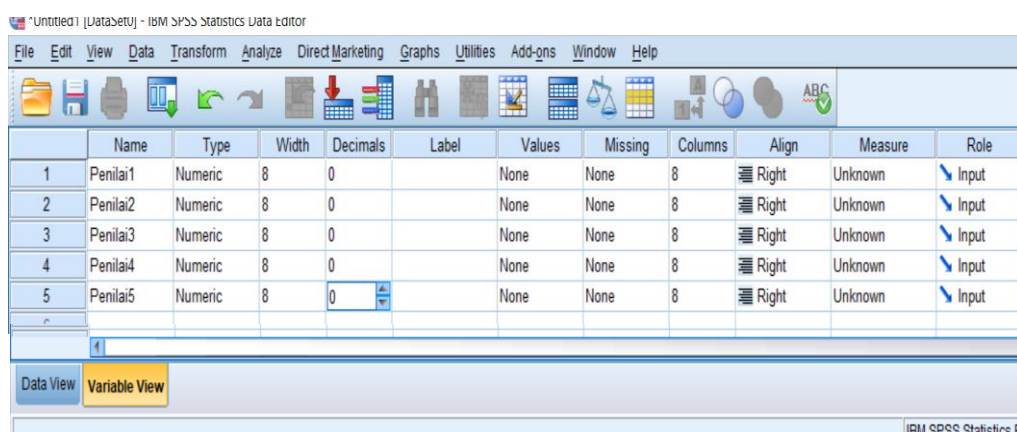 *Untitled1 [DataSet0] - IBM SPSS Statistics Data Editor
File Edit View Data Transform Analyze Direct Marketing Graphs Utilities Add-ons Window Help
Name Type Width Decimals Label Values Missing Columns Align Measure Role
1 Penilai1 Numeric 8 0 None None 8 Right Unknown Input
2 Penilai2 Numeric 8 0 None None 8 Right Unknown Input
3 Penilai3 Numeric 8 0 None None 8 Right Unknown Input
4 Penilai4 Numeric 8 0 None None 8 Right Unknown Input
5 Penilai5 Numeric 8 0 None None 8 Right Unknown Input
Data View Variable View
IBM SPSS Statistics